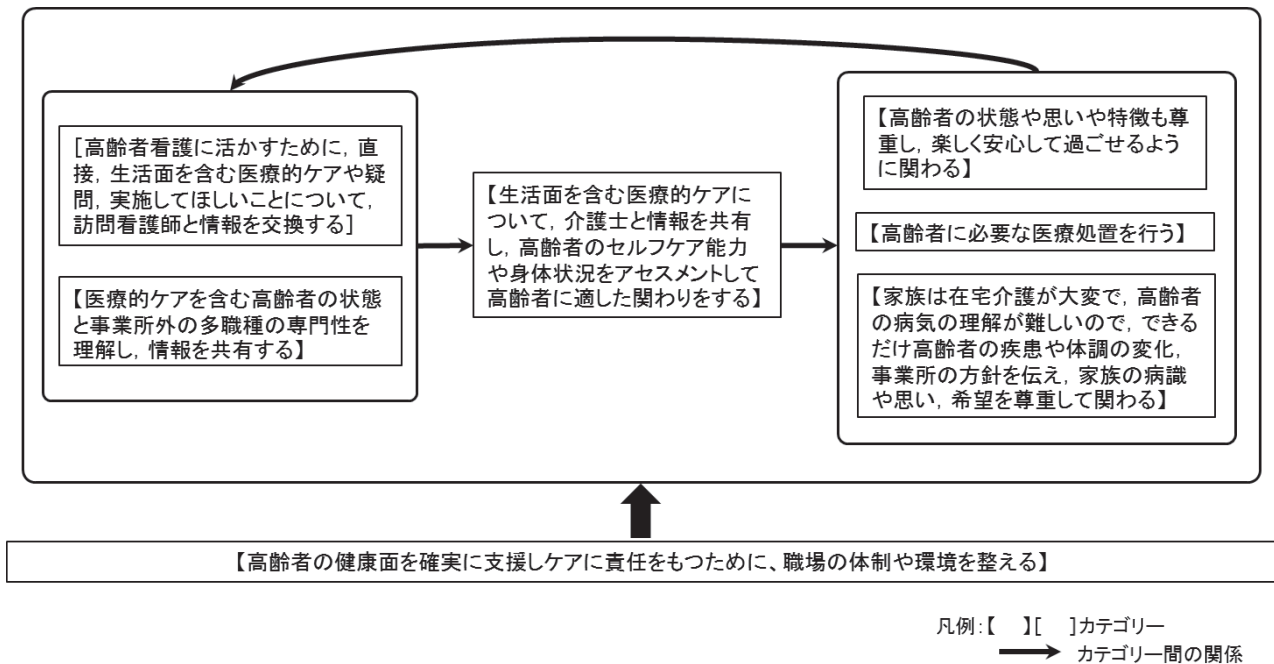 [高齢者看護に活かすために, 直
接, 生活面を含む医療的ケアや疑
問, 実施してほしいことについて,
訪問看護師と情報を交換する]
【医療的ケアを含む高齢者の状態
と事業所外の多職種の専門性を
理解し, 情報を共有する】
【生活面を含む医療的ケアに
ついて, 介護士と情報を共有
し, 高齢者のセルフケア能力
や身体状況をアセスメントして
高齢者に適した関わりをする】
【高齢者の状態や思いや特徴も尊
重し, 楽しく安心して過ごせるよう
に関わる】
【高齢者に必要な医療処置を行う】
【家族は在宅介護が大変で, 高齢者
の病気の理解が難しいので, できる
だけ高齢者の疾患や体調の変化,
事業所の方針を伝え, 家族の病識
や思い, 希望を尊重して関わる】
【高齢者の健康面を確実に支援しケアに責任をもつために、職場の体制や環境を整える】
凡例:【 】[ ]カテゴリー
カテゴリー間の関係